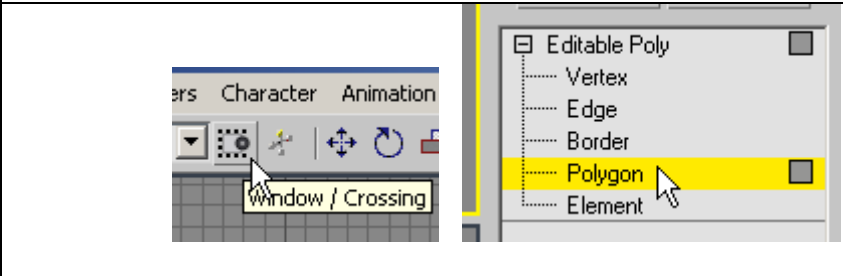 ers Character Animation
Window / Crossing
Editable Poly
Vertex
Edge
Border
Polygon
Element